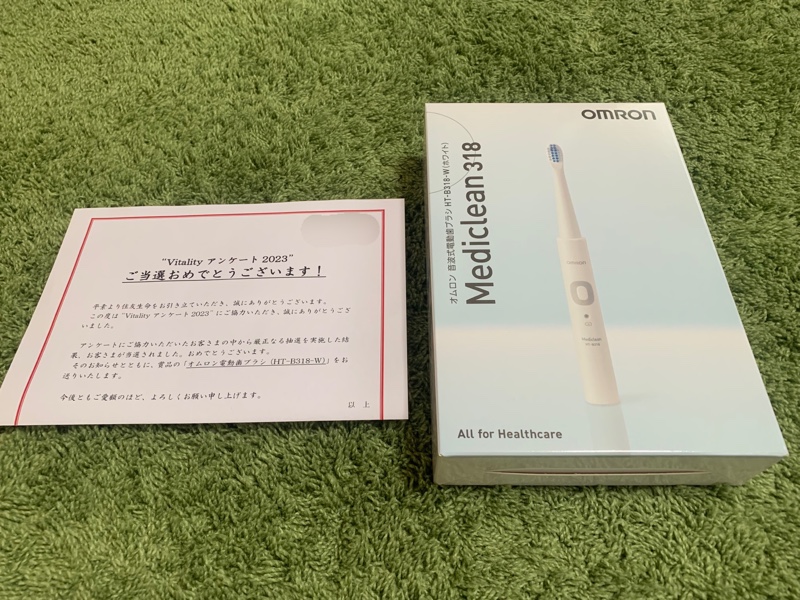 “Vitality アンケート 2023”
ご当選おめでとうございます！
平素より住友生命をお引き立ていただき、誠にありがとうございます。
この度は“Vitality アンケート 2023”にご協力いただき、誠にありがとうござ
いました。
アンケートにご協力いただいたお客さまの中から厳正なる抽選を実施した結
果、お客さまが当選されました。おめでとうございます。
そのお知らせとともに、賞品の「オムロン電動歯ブラシ（HT-B318-W）」をお
送りいたします。
今後ともご愛顧のほど、よろしくお願い申し上げます。
以　上
OMRON
オムロン 音波式電動歯ブラシ HT-B318-W(ホワイト)
Mediclean 318
All for Healthcare